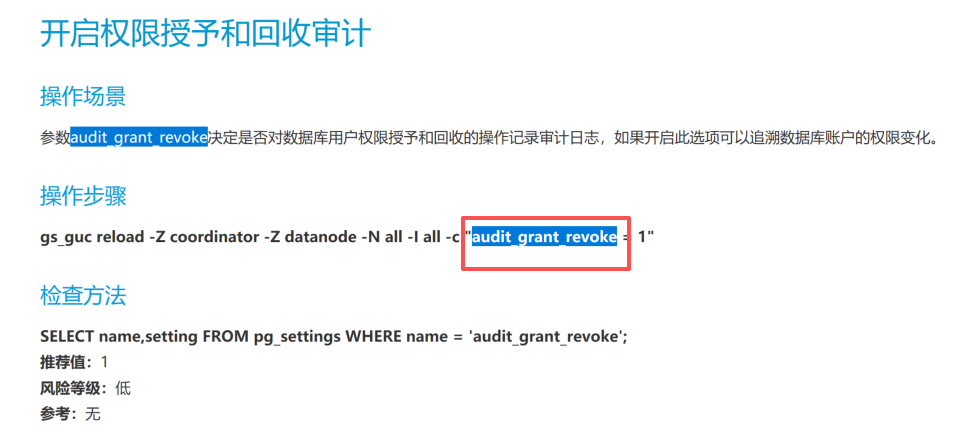 开启权限授予和回收审计
操作场景
参数audit_grant_revoke决定是否对数据库用户权限授予和回收的操作记录审计日志，如果开启此选项可以追溯数据库账户的权限变化。
操作步骤
gs_guc reload -Z coordinator -Z datanode -N all -I all -c "audit_grant_revoke = 1"
检查方法
SELECT name,setting FROM pg_settings WHERE name = 'audit_grant_revoke';
推荐值：1
风险等级：低
参考：无